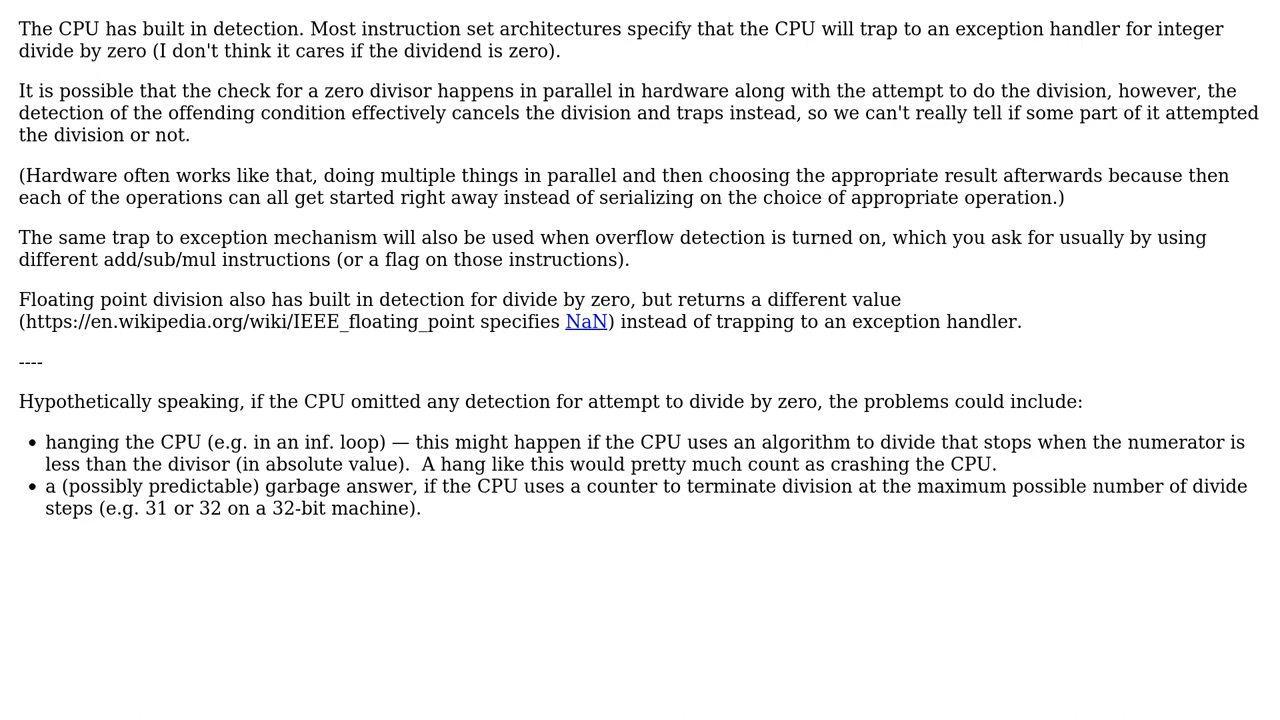 The CPU has built in detection. Most instruction set architectures specify that the CPU will trap to an exception handler for integer
divide by zero (I don't think it cares if the dividend is zero).
It is possible that the check for a zero divisor happens in parallel in hardware along with the attempt to do the division, however, the
detection of the offending condition effectively cancels the division and traps instead, so we can't really tell if some part of it attempted
the division or not.
(Hardware often works like that, doing multiple things in parallel and then choosing the appropriate result afterwards because then
each of the operations can all get started right away instead of serializing on the choice of appropriate operation.)
The same trap to exception mechanism will also be used when overflow detection is turned on, which you ask for usually by using
different add/sub/mul instructions (or a flag on those instructions).
Floating point division also has built in detection for divide by zero, but returns a different value
(https://en.wikipedia.org/wiki/IEEE_floating_point specifies NaN) instead of trapping to an exception handler.
----
Hypothetically speaking, if the CPU omitted any detection for attempt to divide by zero, the problems could include:
• hanging the CPU (e.g. in an inf. loop) — this might happen if the CPU uses an algorithm to divide that stops when the numerator is
less than the divisor (in absolute value).  A hang like this would pretty much count as crashing the CPU.
• a (possibly predictable) garbage answer, if the CPU uses a counter to terminate division at the maximum possible number of divide
steps (e.g. 31 or 32 on a 32-bit machine).